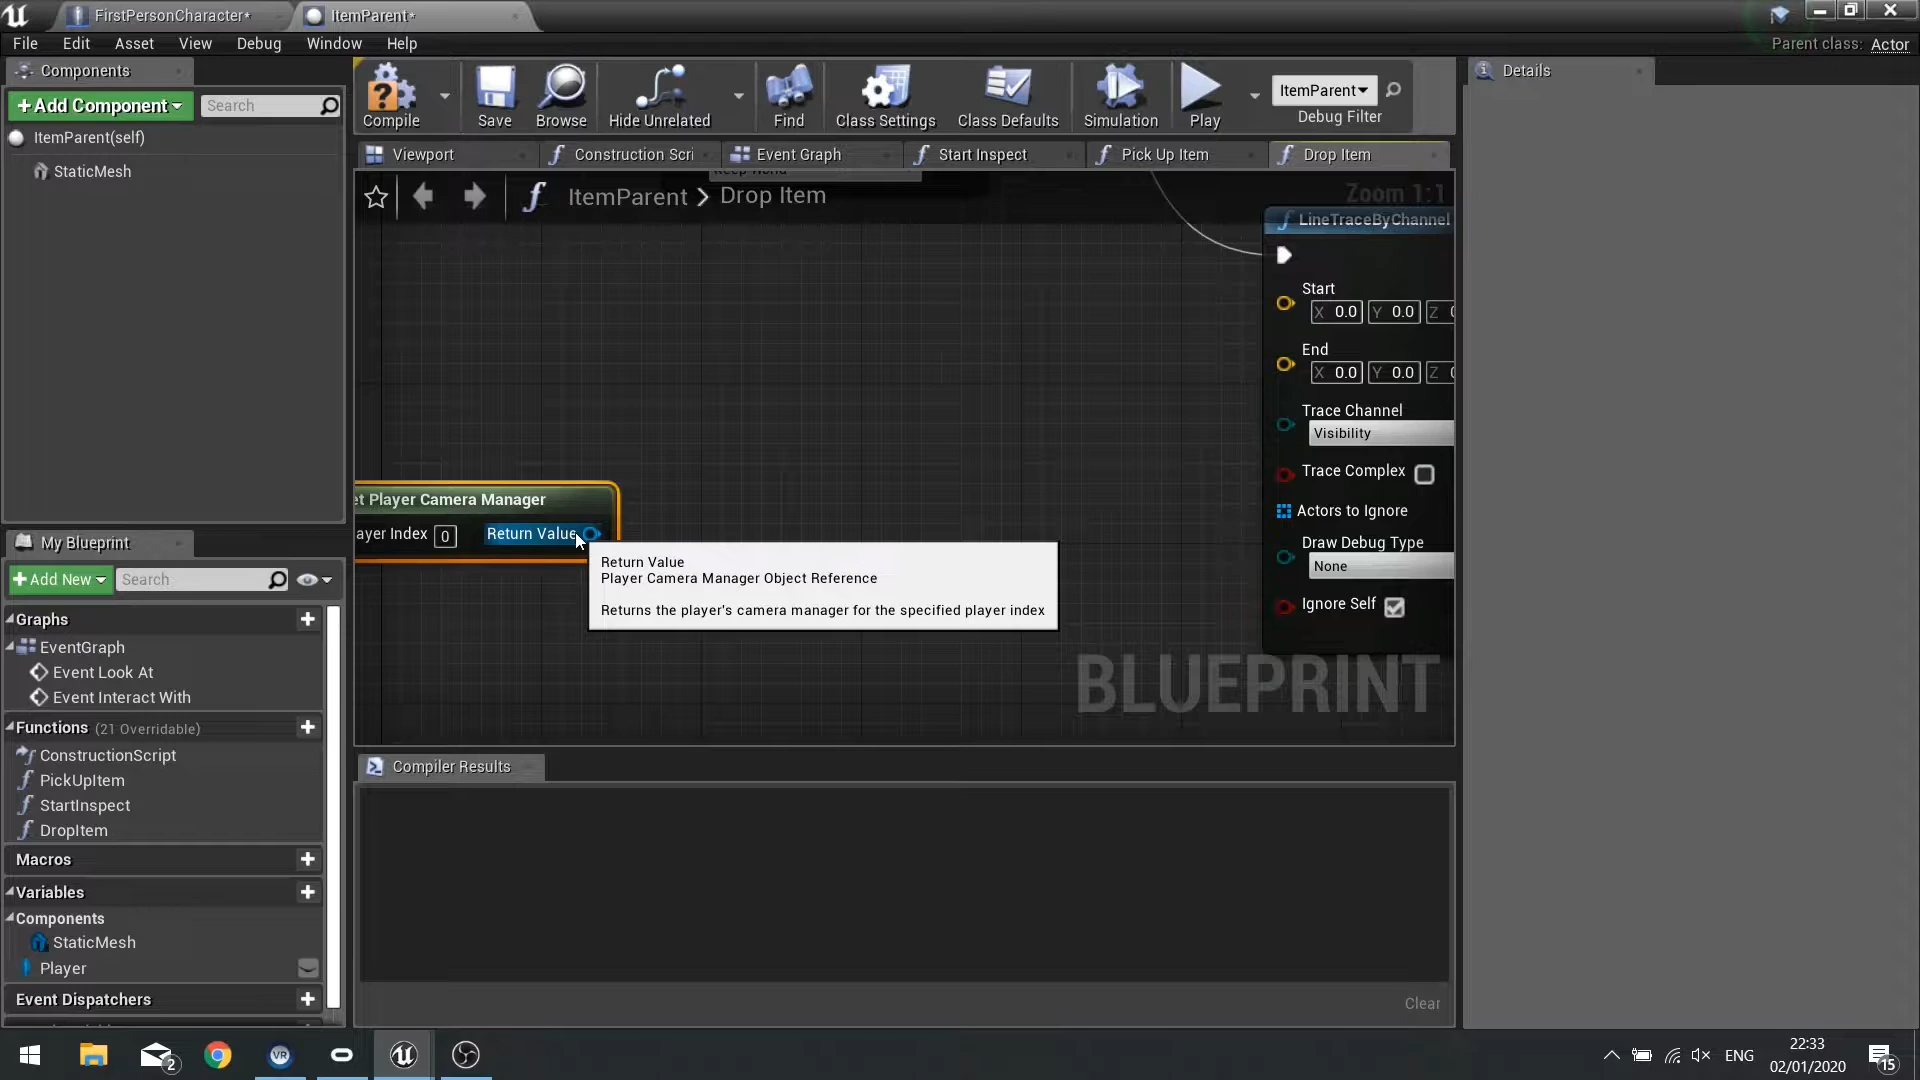 FirstPersonCharacter*
ItemParent*
File Edit Asset View Debug Window Help
Parent class: Actor
Components
+Add Component
Search
ItemParent(self)
StaticMesh
Compile
Save
Browse
Hide Unrelated
Find
Class Settings
Class Defaults
Simulation
Play
ItemParent
Debug Filter
Details
Viewport
Construction Scri
Event Graph
Start Inspect
Pick Up Item
Drop Item
ItemParent > Drop Item
Zoom 1:1
LineTraceByChannel
Start
X 0.0 Y 0.0 Z
End
X 0.0 Y 0.0 Z
Trace Channel
Visibility
Trace Complex
Actors to Ignore
Draw Debug Type
None
Ignore Self
et Player Camera Manager
ayer Index 0 Return Value
Return Value
Player Camera Manager Object Reference
Returns the player's camera manager for the specified player index
BLUEPRINT
My Blueprint
+Add New
Search
Graphs
EventGraph
Event Look At
Event Interact With
Functions (21 Overridable)
ConstructionScript
PickUpItem
StartInspect
DropItem
Macros
Variables
Components
StaticMesh
Player
Event Dispatchers
Compiler Results
Clear
2
VR
ENG
22:33
02/01/2020
15